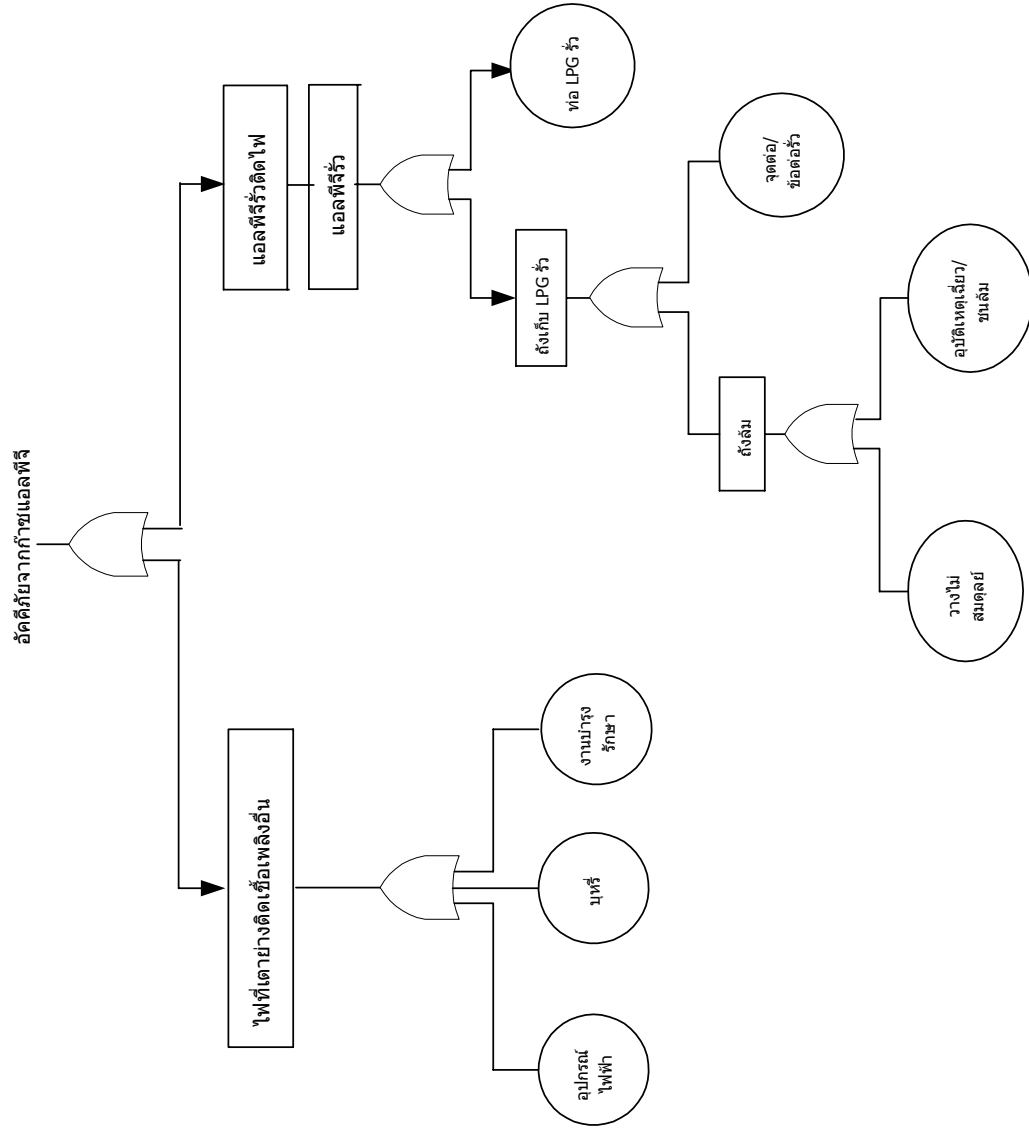 อัคคีภัยจากก๊าซแอลพีจี
ไฟที่เตาย่างติดเชื้อเพลิงอื่น
อุปกรณ์
ไฟฟ้า
บุหรี่
งานบำรุง
รักษา
แอลพีจีรั่วติดไฟ
แอลพีจีรั่ว
ถังเก็บ LPG รั่ว
ท่อ LPG รั่ว
ถังล้ม
จุดต่อ/
ข้อต่อรั่ว
วางไม่
สมดุลย์
อุบัติเหตุเฉี่ยว/
ชนล้ม